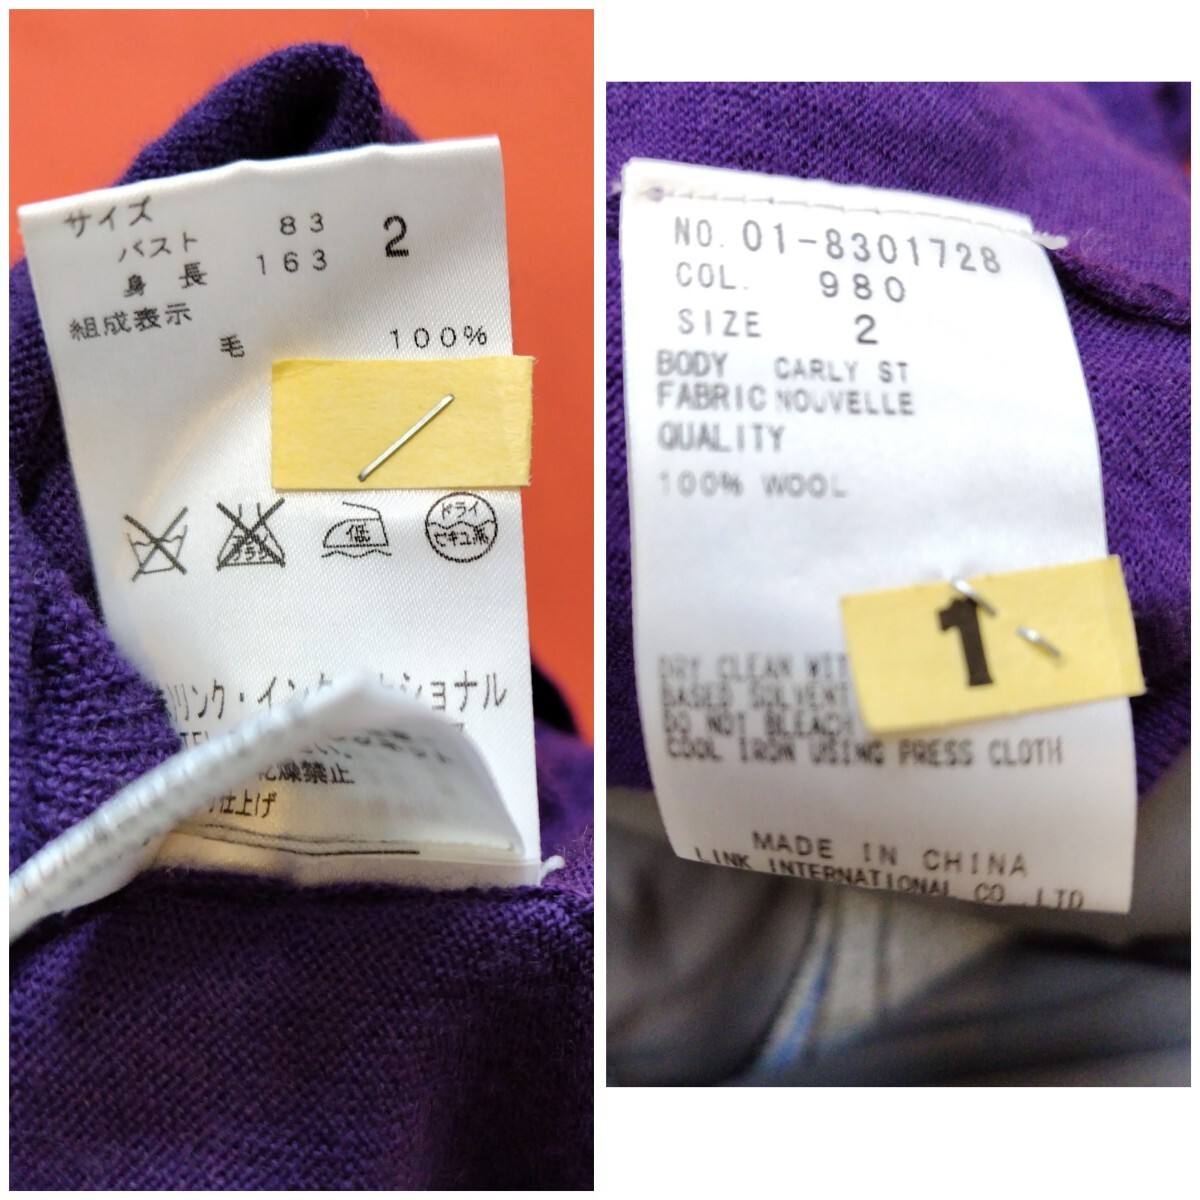 サイズ
バスト 83 2
身長 163
組成表示
毛 100%
ドライ
低 セキユ系
リンク・イン
ショナル
乾燥禁止
仕上げ
NO. 01-8301728
COL. 980
SIZE 2
BODY CARLY ST
FABRIC NOUVELLE
QUALITY
100% WOOL
1
DRY CLEAN WIT
BASED SOLVENT
DO NOT BLEACH
COOL IRON USING PRESS CLOTH
MADE IN CHINA
LINK INTERNATIONAL CO.,LTD